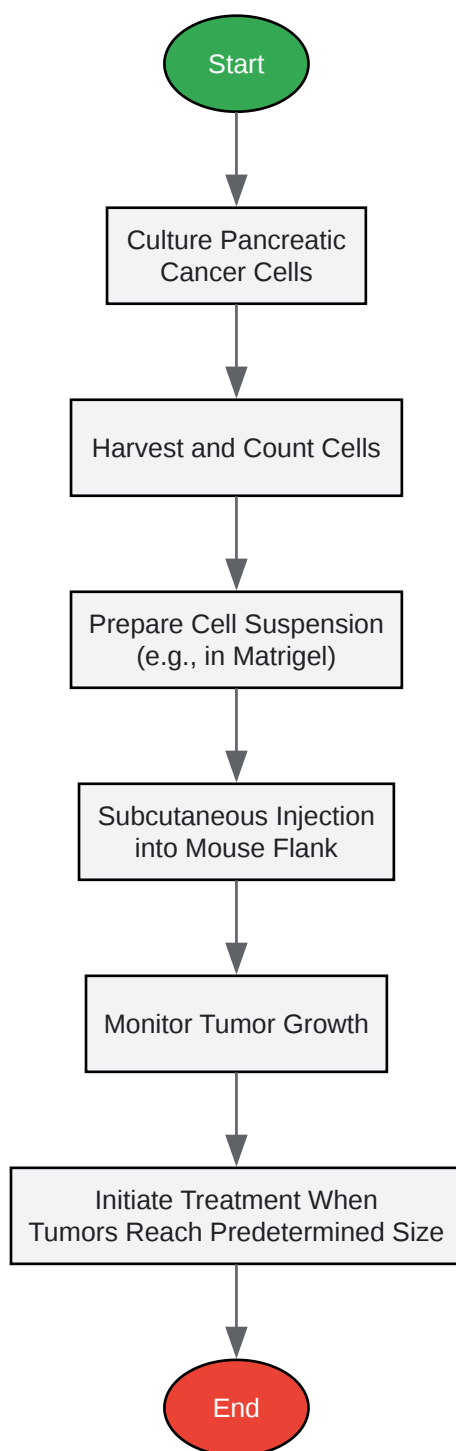 Start
Culture Pancreatic
Cancer Cells
Harvest and Count Cells
Prepare Cell Suspension
(e.g., in Matrigel)
Subcutaneous Injection
into Mouse Flank
Monitor Tumor Growth
Initiate Treatment When
Tumors Reach Predetermined Size
End